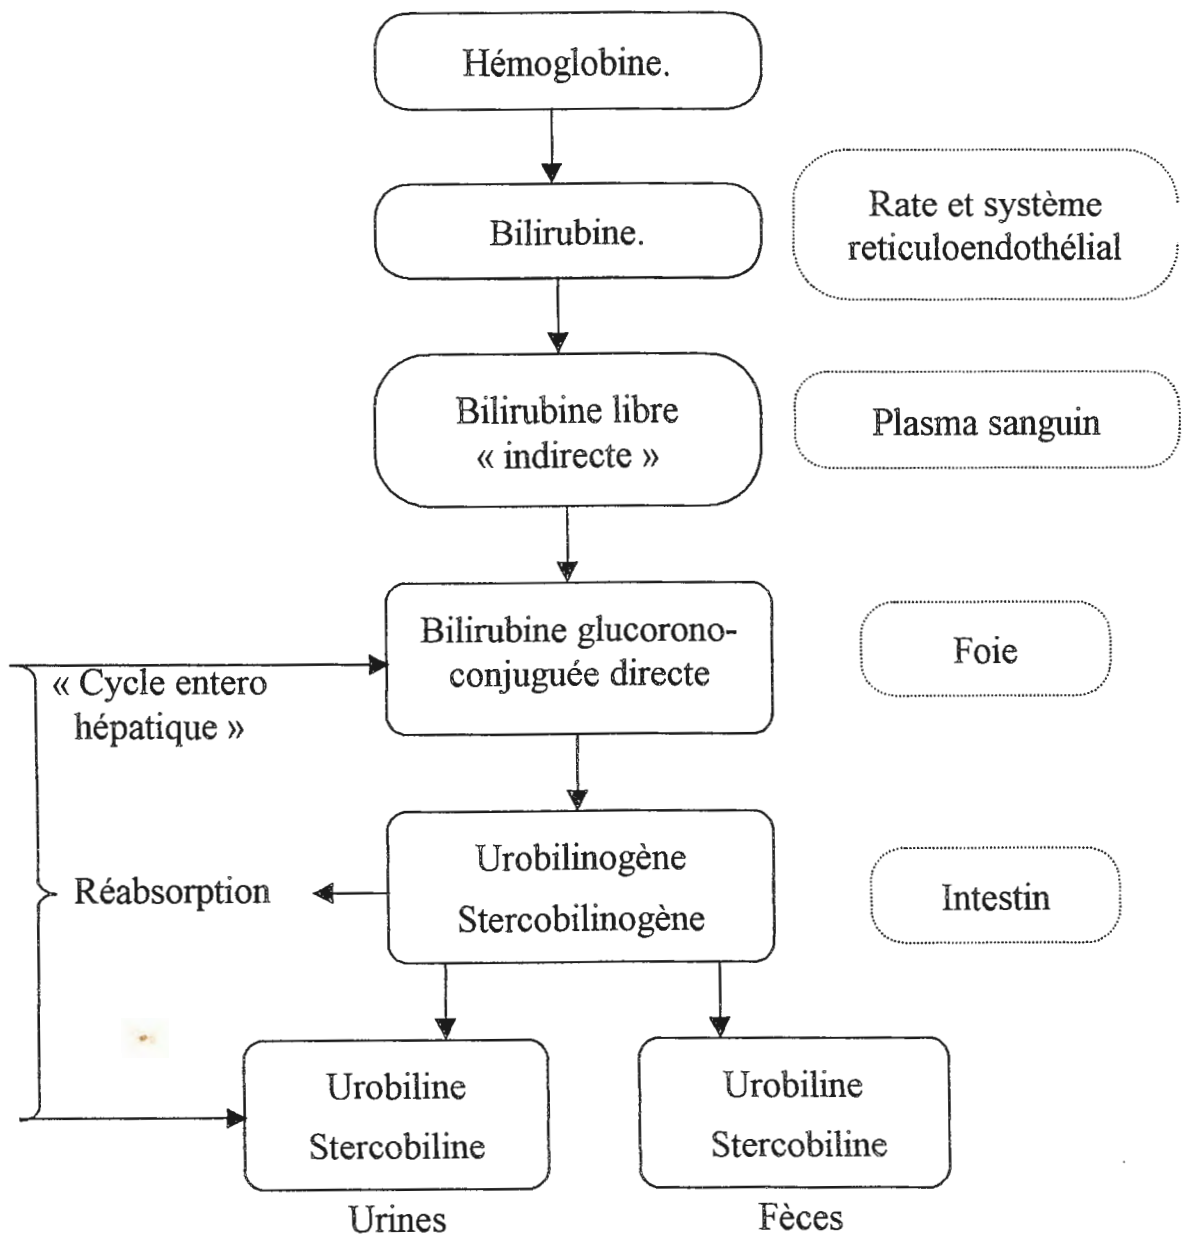 Hémoglobine.
Bilirubine.
Rate et système
reticuloendothélial
Bilirubine libre
« indirecte »
Plasma sanguin
Bilirubine glucorono-
conjuguée directe
Foie
« Cycle entero
hépatique »
Urobilinogène
Stercobilinogène
Réabsorption
Intestin
Urobiline
Stercobiline
Urobiline
Stercobiline
Urines
Fèces